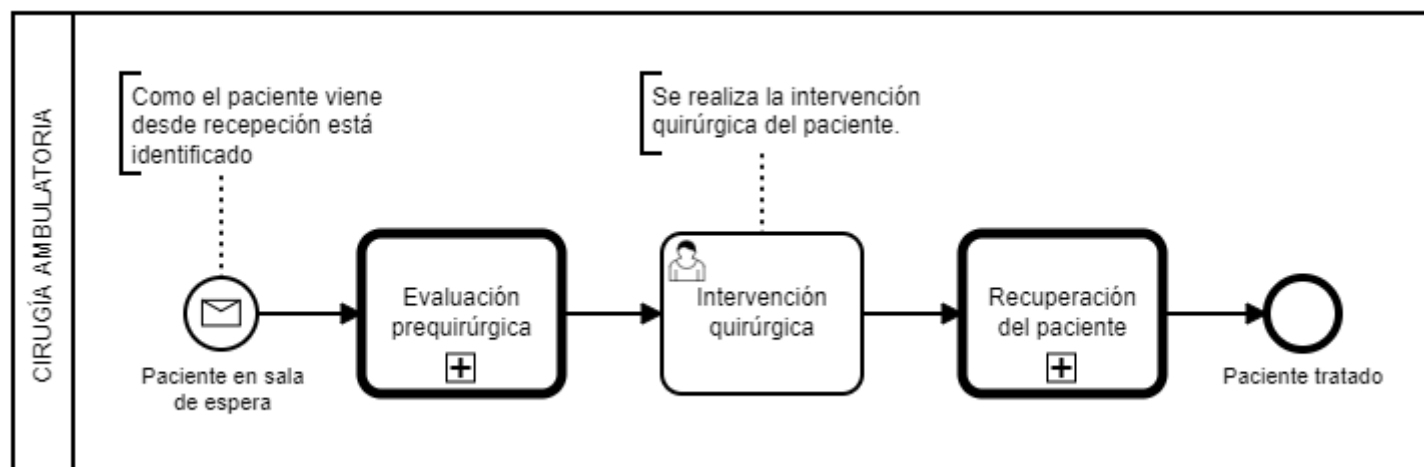 CIRUGÍA AMBULATORIA
Como el paciente viene
desde recepeción está
identificado
Se realiza la intervención
quirúrgica del paciente.
Paciente en sala
de espera
Evaluación
prequirúrgica
Intervención
quirúrgica
Recuperación
del paciente
Paciente tratado